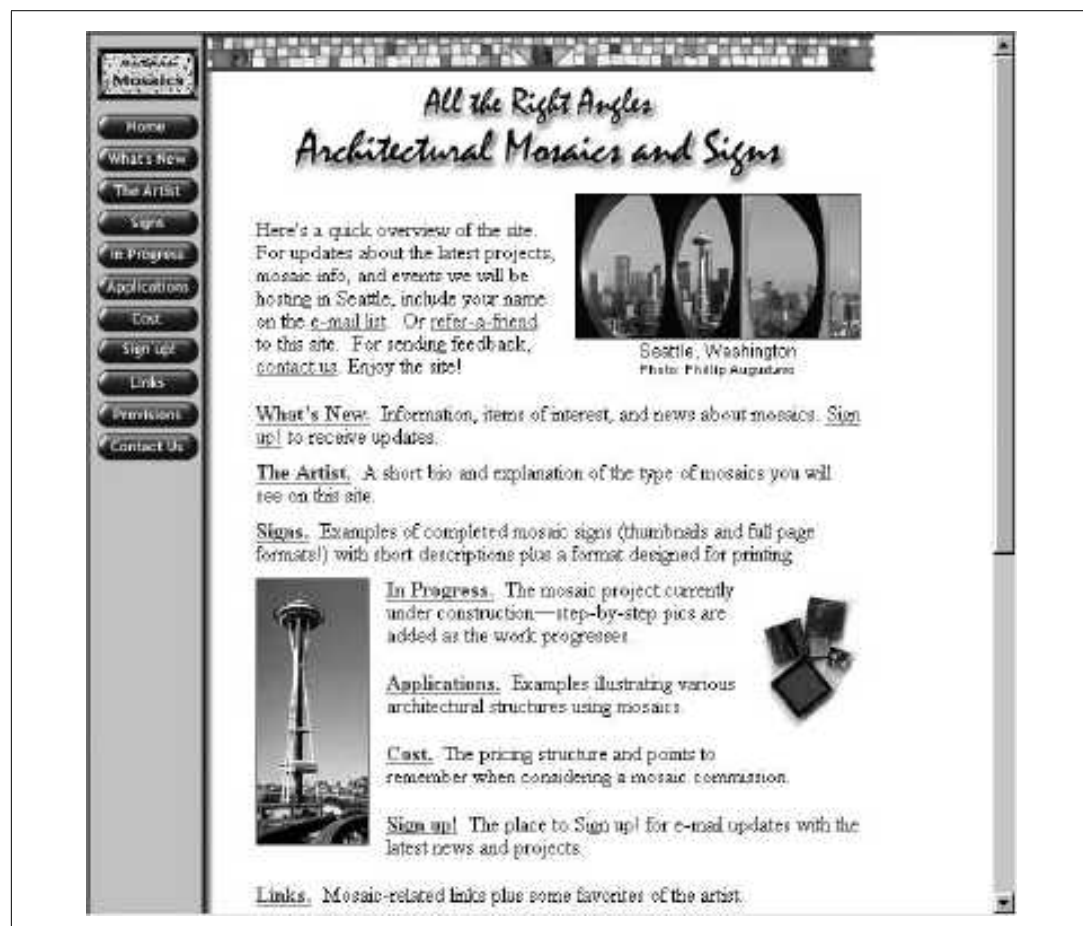 Mosaics
Home
What's New
The Artist
Signs
In Progress
Applications
Cost
Sign up!
Links
Provisions
Contact Us
All the Right Angles
Architectural Mosaics and Signs
Here's a quick overview of the site.
For updates about the latest projects,
mosaic info, and events we will be
hosting in Seattle, include your name
on the e-mail list. Or refer-a-friend
to this site. For sending feedback,
contact us. Enjoy the site!
Seattle, Washington
Photo: Phillip
What's New. Information, items of interest, and news about mosaics. Sign
up! to receive updates.
The Artist. A short bio and explanation of the type of mosaics you will
see on this site.
Signs. Examples of completed mosaic signs (thumbnails and full page
formats!) with short descriptions plus a format designed for printing
In Progress. The mosaic project currently
under construction—step-by-step pics are
added as the work progresses
Applications. Examples illustrating various
architectural structures using mosaics
Cost. The pricing structure and points to
remember when considering a mosaic commission.
Sign up! The place to Sign up! for e-mail updates with the
latest news and projects.
Links. Mosaic-related links plus some favorites of the artist.